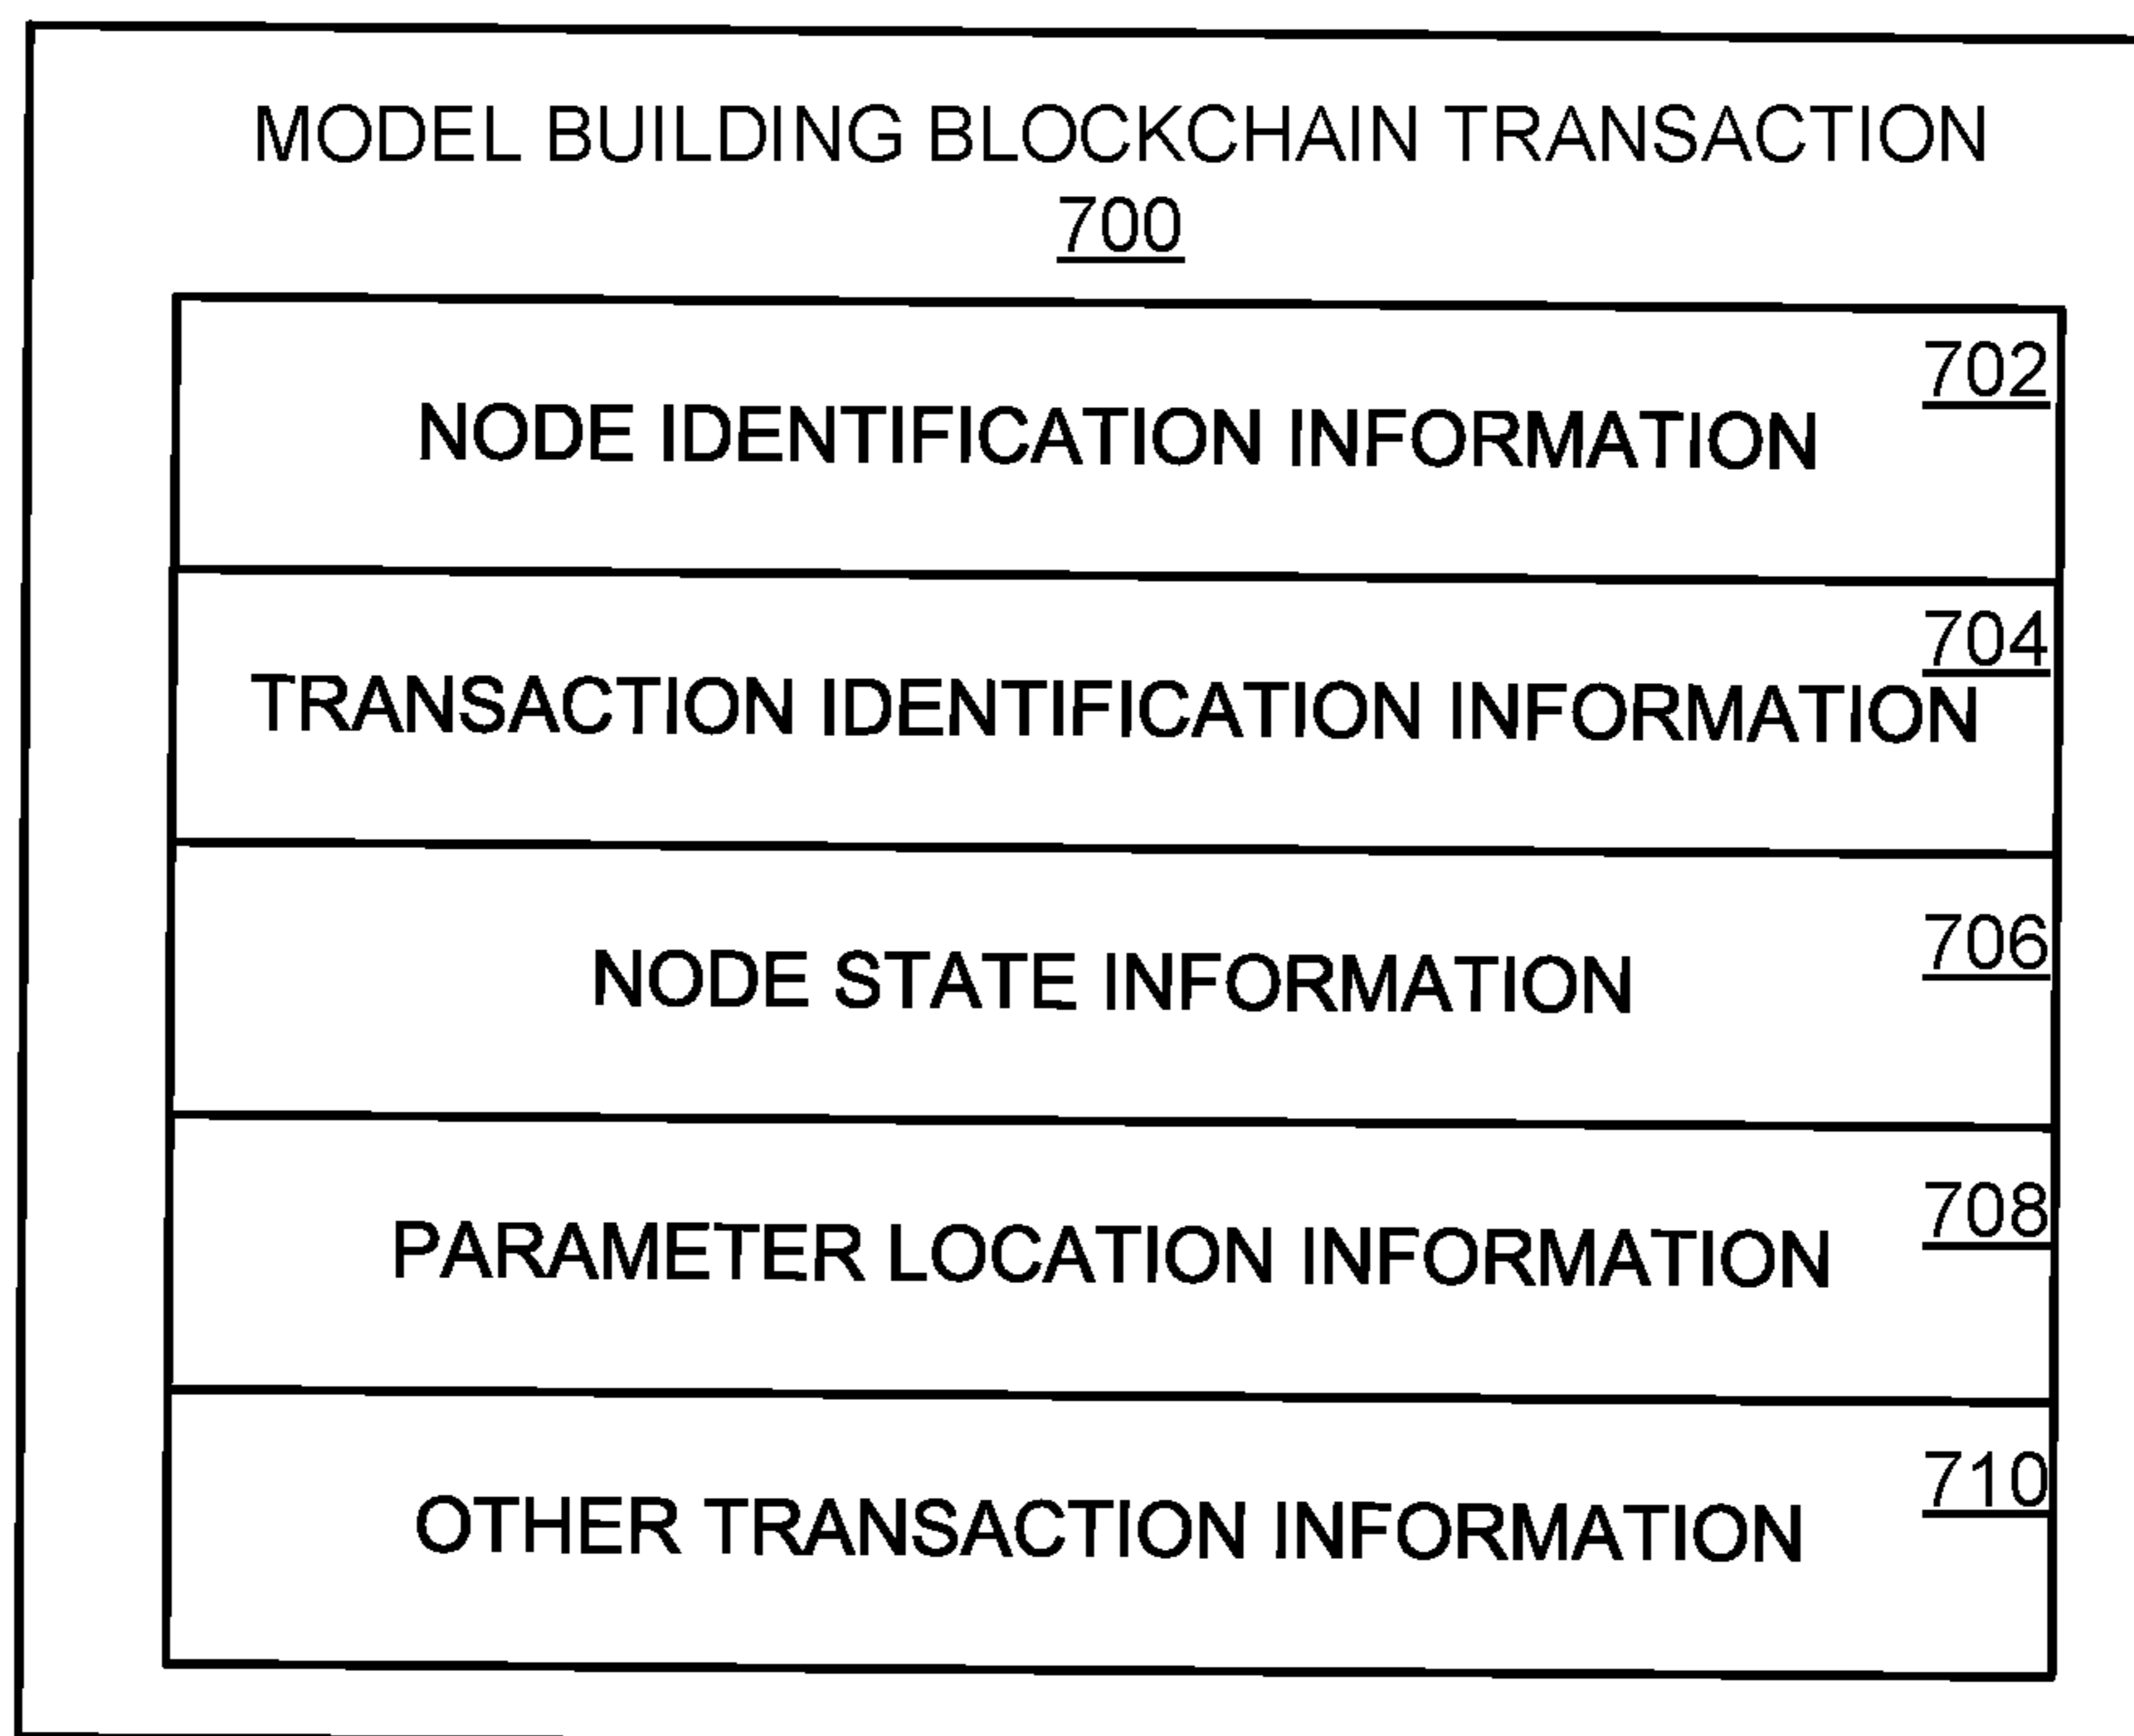 MODEL BUILDING BLOCKCHAIN TRANSACTION
700
702
NODE IDENTIFICATION INFORMATION
704
TRANSACTION IDENTIFICATION INFORMATION
706
NODE STATE INFORMATION
708
PARAMETER LOCATION INFORMATION
710
OTHER TRANSACTION INFORMATION